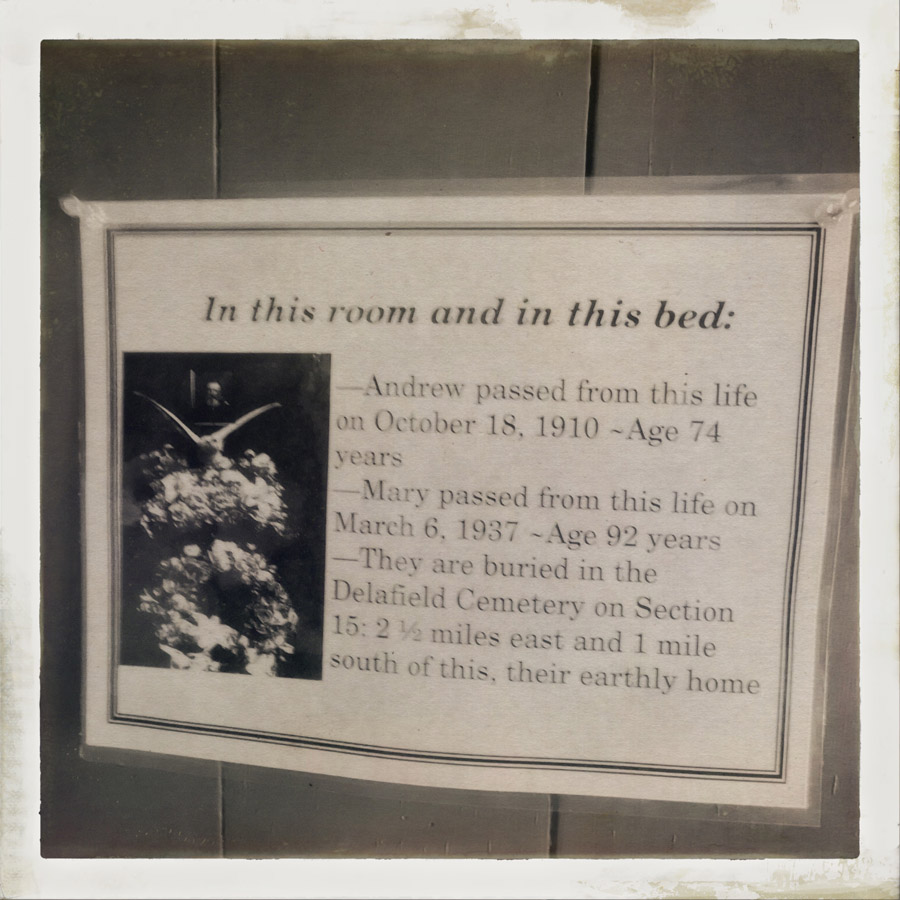 In this room and in this bed:
—Andrew passed from this life
on October 18, 1910 ~Age 74
years
—Mary passed from this life on
March 6, 1937 ~Age 92 years
—They are buried in the
Delafield Cemetery on Section
15: 2 ½ miles east and 1 mile
south of this, their earthly home